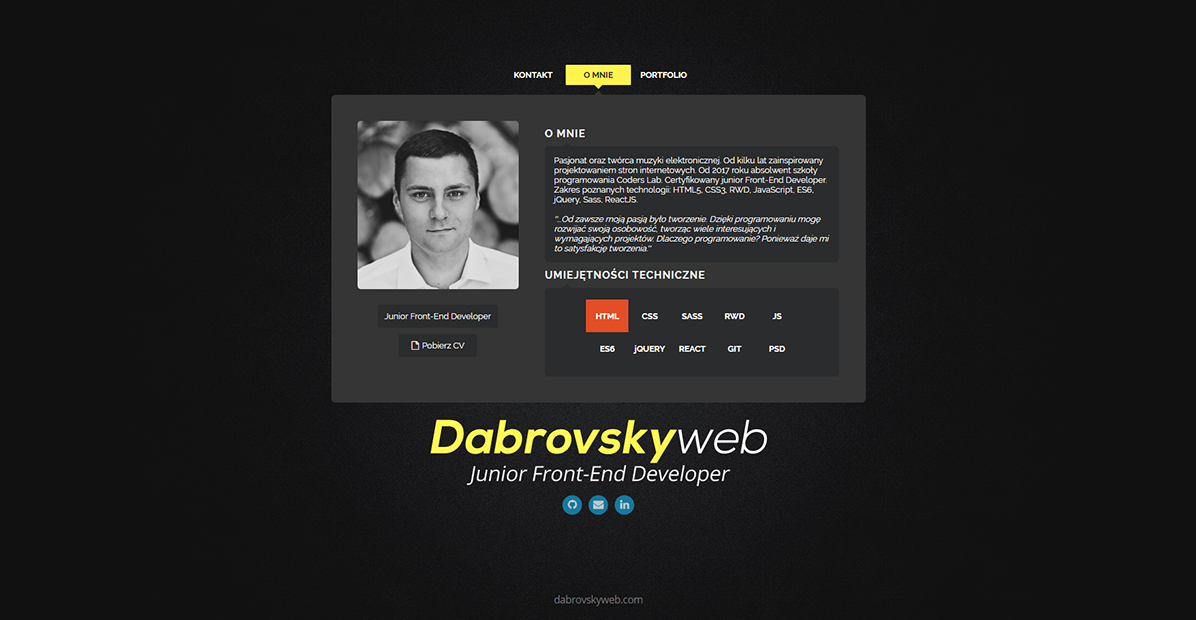 KONTAKT O MNIE PORTFOLIO
O MNIE
Pasjonat oraz twórca muzyki elektronicznej. Od kilku lat zainspirowany
projektowaniem stron internetowych. Od 2017 roku absolwent szkoły
programowania Coders Lab. Certyfikowany junior Front-End Developer.
Zakres poznanych technologii: HTML5, CSS3, RWD, JavaScript, ES6,
jQuery, Sass, ReactJS.
"...Od zawsze moją pasją było tworzenie. Dzięki programowaniu mogę
rozwijać swoją osobowość, tworząc wiele interesujących i
wymagających projektów. Dlaczego programowanie? Ponieważ daje mi
to satysfakcję tworzenia."
UMIEJĘTNOŚCI TECHNICZNE
HTML CSS SASS RWD JS
ES6 jQUERY REACT GIT PSD
Junior Front-End Developer
Pobierz CV
Dabrovskyweb
Junior Front-End Developer
in
dabrovskyweb.com